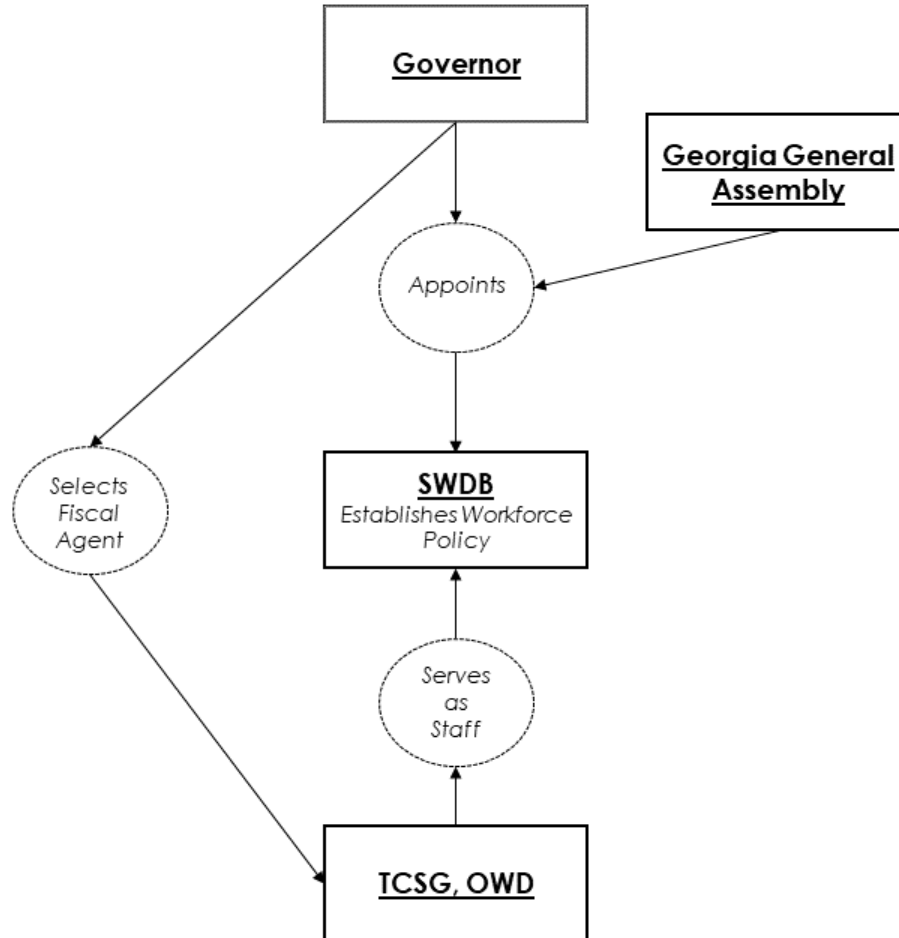 Governor
Georgia General
Assembly
Appoints
Selects
Fiscal
Agent
SWDB
Establishes Workforce
Policy
Serves
as
Staff
TCSG, OWD